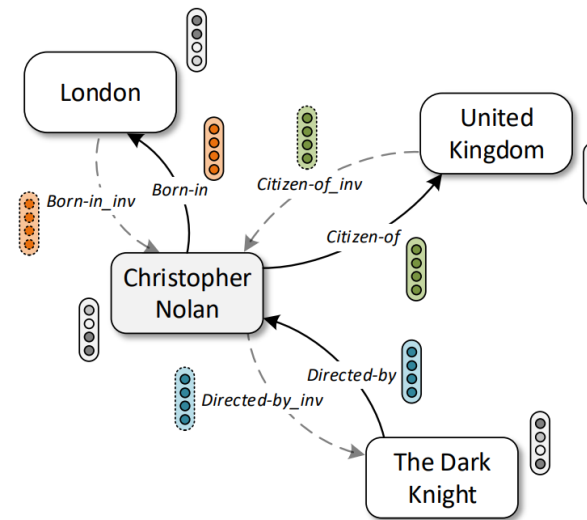 London
United
Kingdom
Born-in
Citizen-of_inv
Born-in_inv
Citizen-of
Christopher
Nolan
Directed-by
Directed-by_inv
The Dark
Knight